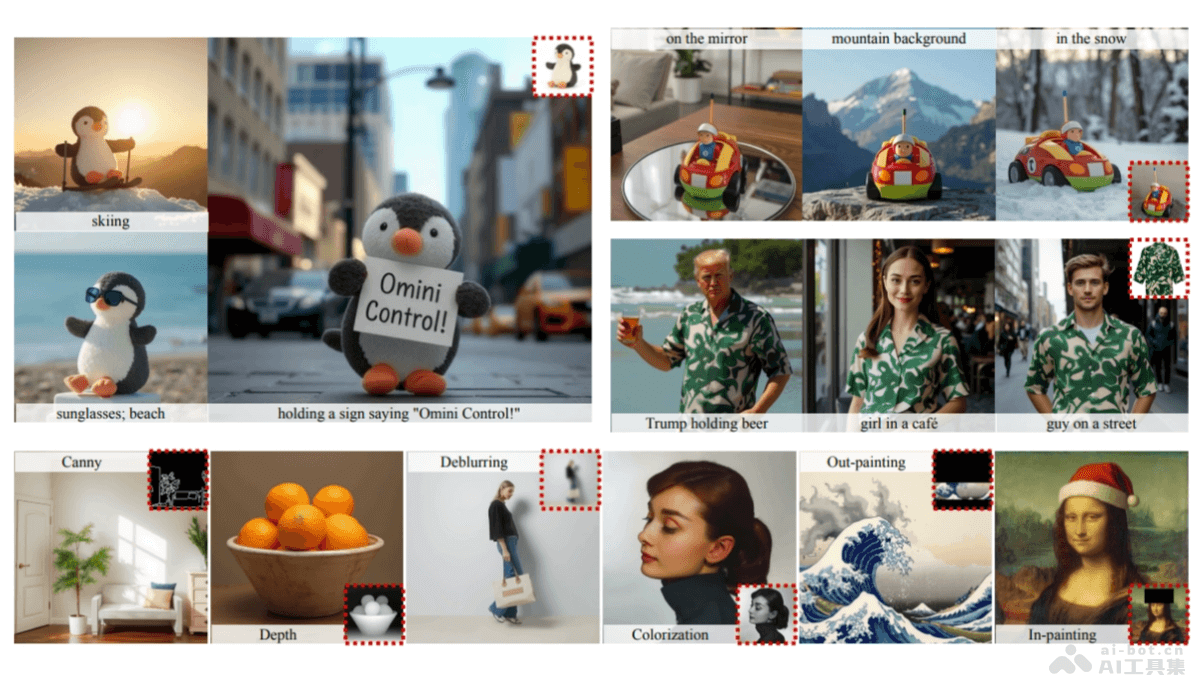 skiing
sunglasses; beach
Omini
Control!
holding a sign saying "Omini Control!"
on the mirror
mountain background
in the snow
Trump holding beer
girl in a café
guy on a street
Canny
Depth
Deblurring
Colorization
Out-painting
In-painting
ai-bot.cn
AI工具集